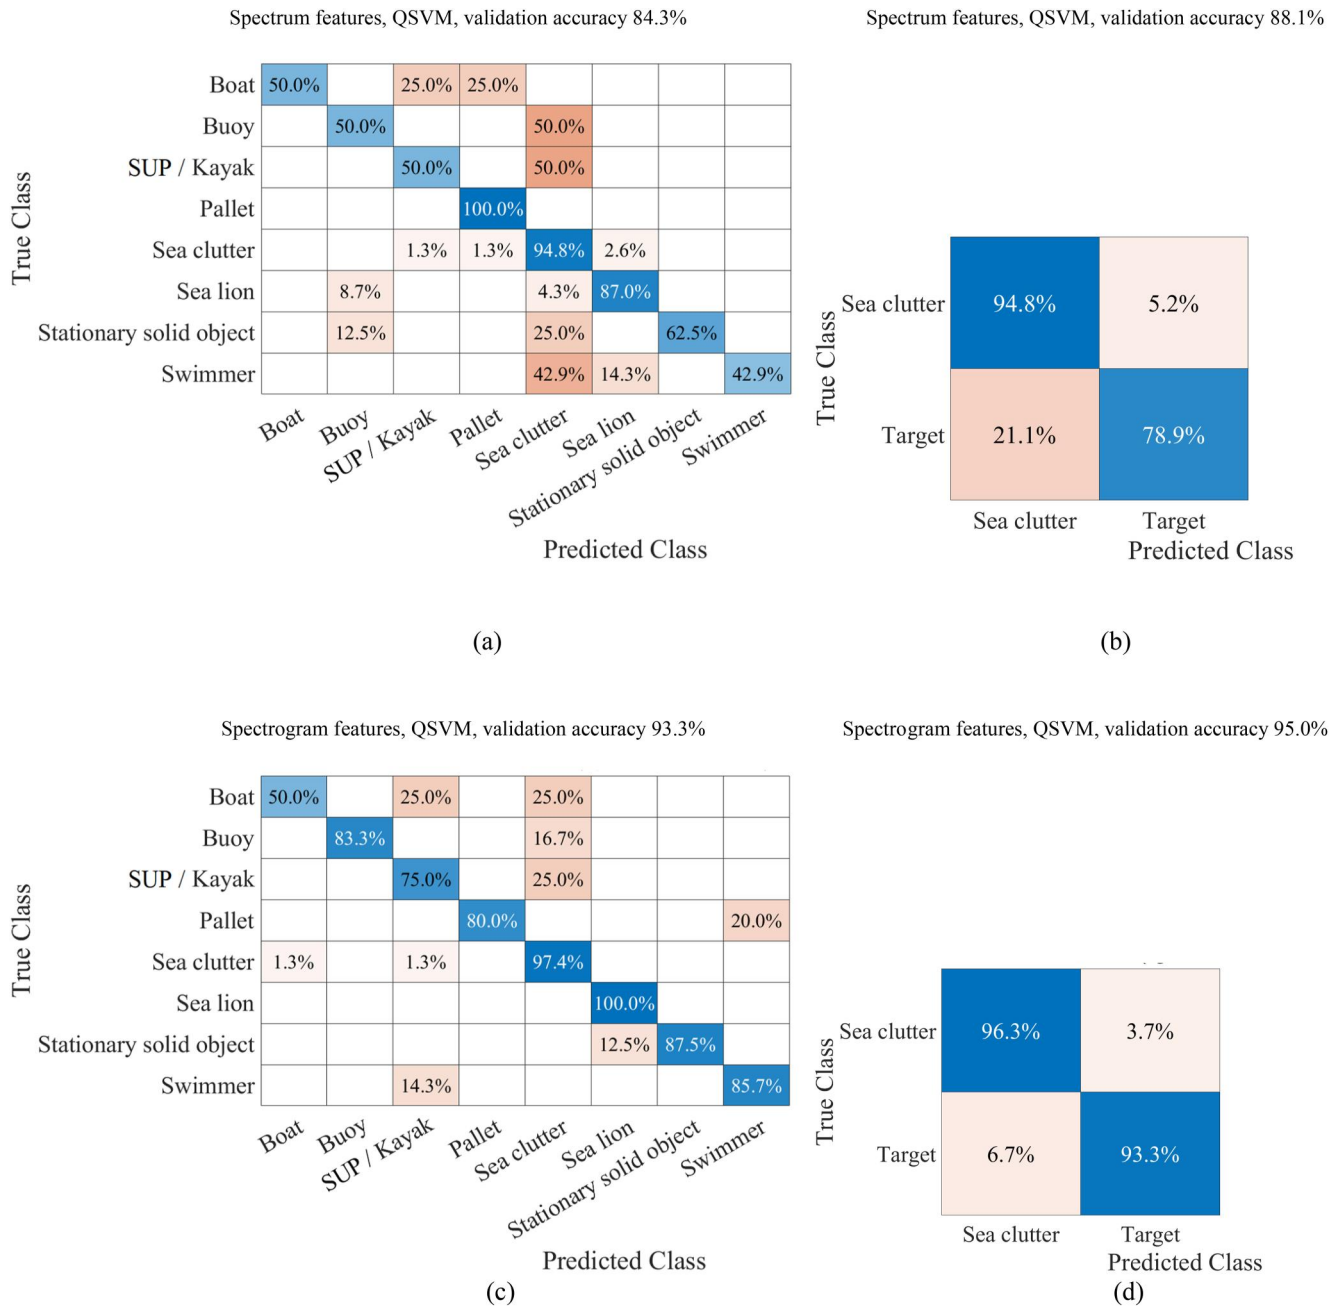 Spectrum features, QSVM, validation accuracy 84.3%
True Class
Boat 50.0% 25.0% 25.0%
Buoy 50.0% 50.0%
SUP / Kayak 50.0% 50.0%
Pallet 100.0%
Sea clutter 1.3% 1.3% 94.8% 2.6%
Sea lion 8.7% 4.3% 87.0%
Stationary solid object 12.5% 25.0% 62.5%
Swimmer 42.9% 14.3% 42.9%
Boat Buoy SUP / Kayak Pallet Sea clutter Sea lion Stationary solid object Swimmer
Predicted Class
(a)
Spectrum features, QSVM, validation accuracy 88.1%
True Class
Sea clutter 94.8% 5.2%
Target 21.1% 78.9%
Sea clutter Target
Predicted Class
(b)
Spectrogram features, QSVM, validation accuracy 93.3%
True Class
Boat 50.0% 25.0% 25.0%
Buoy 83.3% 16.7%
SUP / Kayak 75.0% 25.0%
Pallet 80.0% 20.0%
Sea clutter 1.3% 1.3% 97.4%
Sea lion 100.0%
Stationary solid object 12.5% 87.5%
Swimmer 14.3% 85.7%
Boat Buoy SUP / Kayak Pallet Sea clutter Sea lion Stationary solid object Swimmer
Predicted Class
(c)
Spectrogram features, QSVM, validation accuracy 95.0%
True Class
Sea clutter 96.3% 3.7%
Target 6.7% 93.3%
Sea clutter Target
Predicted Class
(d)